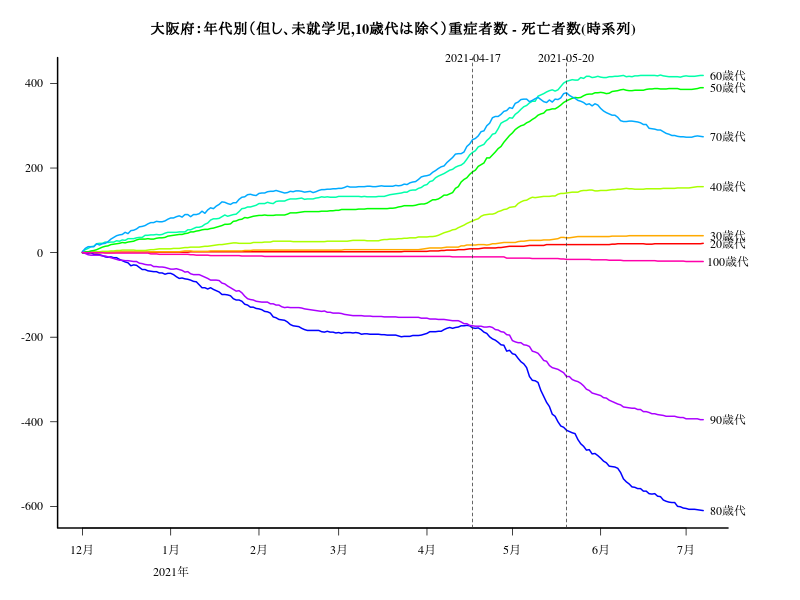 大阪府：年代別（但し、未就学児,10歳代は除く）重症者数 - 死亡者数(時系列)
2021-04-17
2021-05-20
400
200
0
-200
-400
-600
60歳代
50歳代
70歳代
40歳代
30歳代
20歳代
100歳代
90歳代
80歳代
12月
1月
2月
3月
4月
5月
6月
7月
2021年